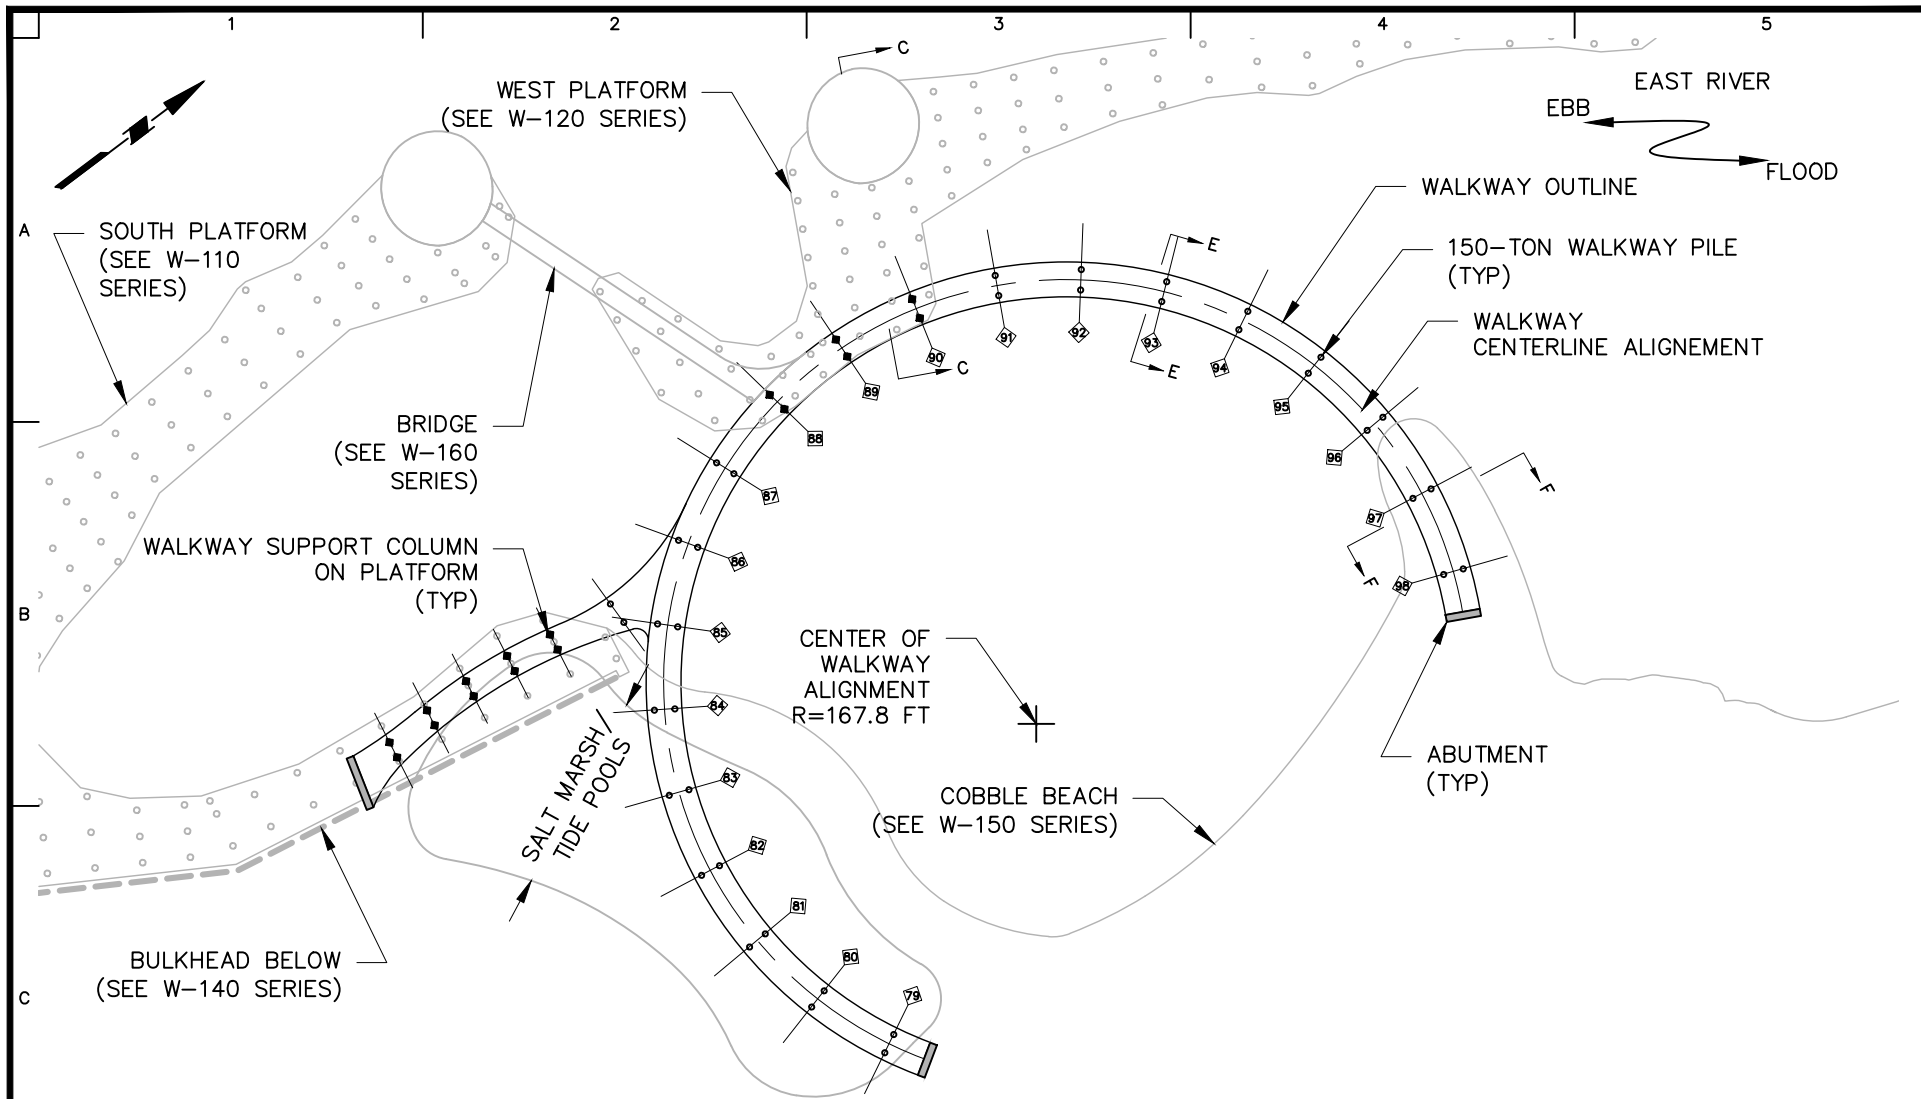 1
2
3
4
5
A
B
C
WEST PLATFORM
(SEE W-120 SERIES)
C
EAST RIVER
EBB
FLOOD
SOUTH PLATFORM
(SEE W-110
SERIES)
WALKWAY OUTLINE
E
150-TON WALKWAY PILE
(TYP)
WALKWAY
CENTERLINE ALIGNEMENT
C
E
BRIDGE
(SEE W-160
SERIES)
WALKWAY SUPPORT COLUMN
ON PLATFORM
(TYP)
F
F
CENTER OF
WALKWAY
ALIGNMENT
R=167.8 FT
SALT MARSH/
TIDE POOLS
ABUTMENT
(TYP)
COBBLE BEACH
(SEE W-150 SERIES)
BULKHEAD BELOW
(SEE W-140 SERIES)
79
80
81
82
83
84
85
86
87
88
89
90
91
92
93
94
95
96
97
98